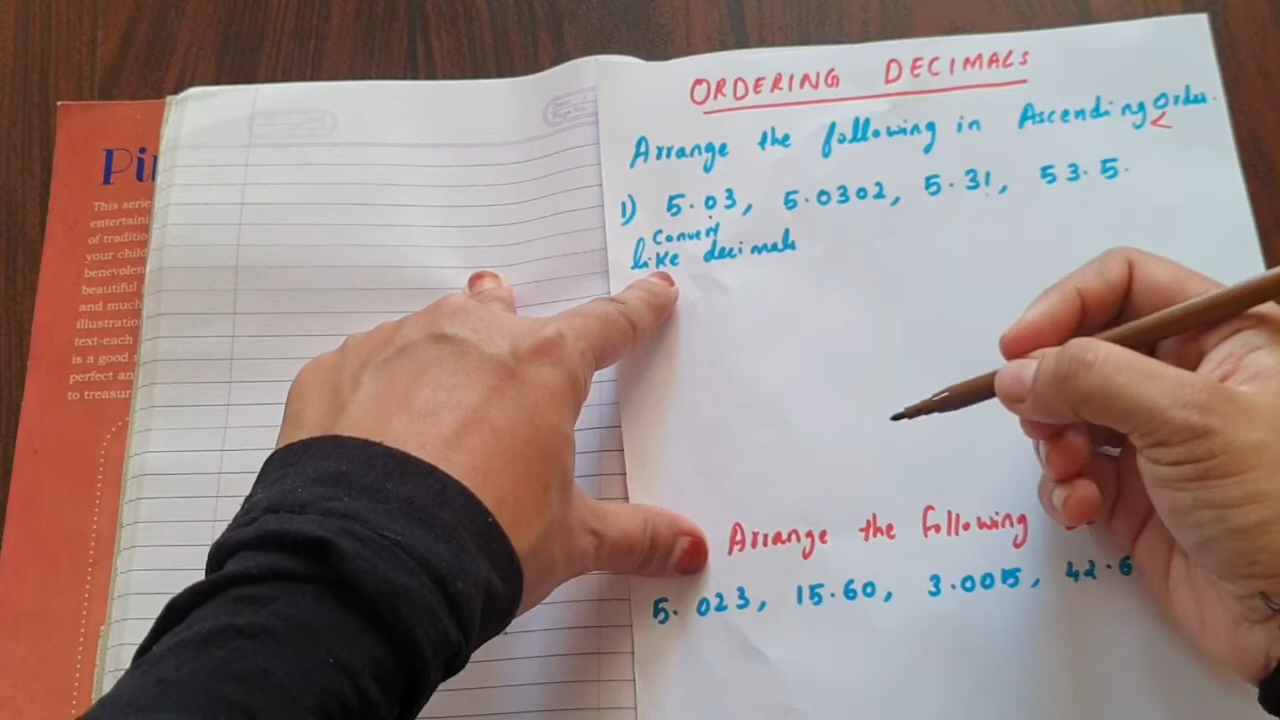 ORDERING DECIMALS
Arrange the following in Ascending Order.
<
1) 5.03, 5.0302, 5.31, 53.5.
Convert
like decimals
Arrange the following
5.023, 15.60, 3.005, 42.6
This serie
entertaini
of traditio
your child
benevolen
beautiful
and much
illustratio
text-each
is a good
perfect an
to treasur